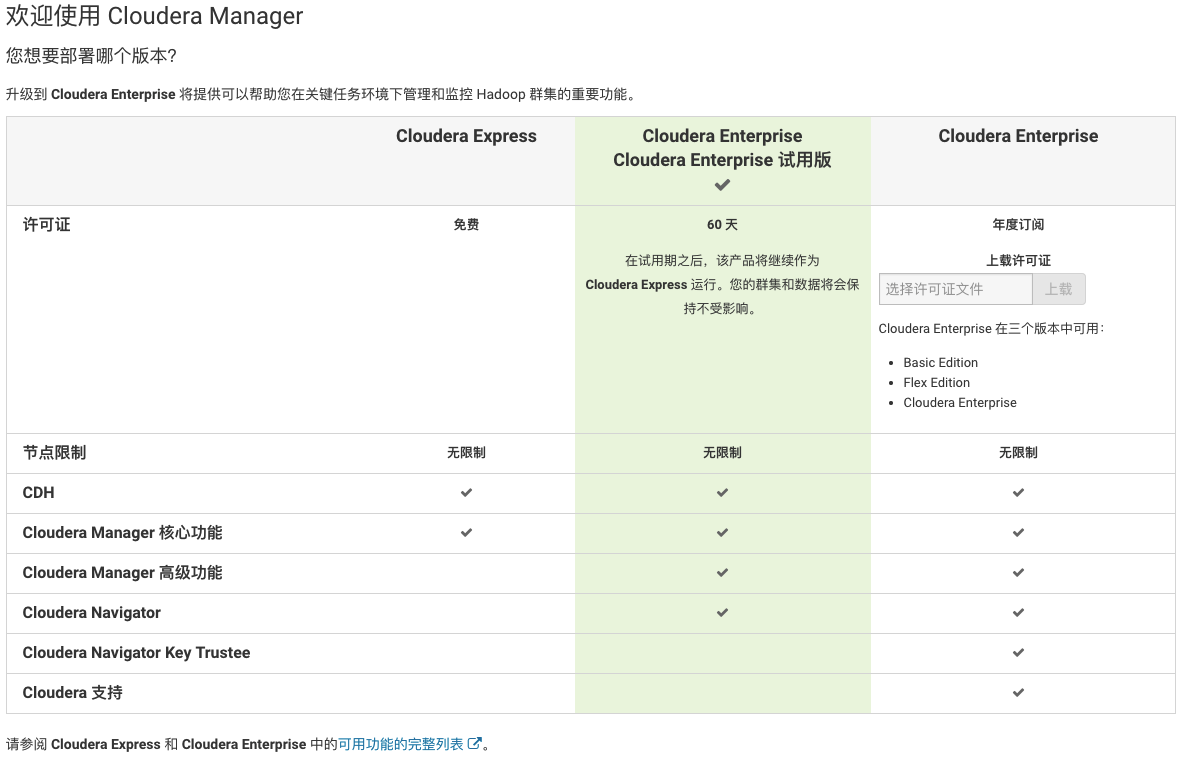 欢迎使用 Cloudera Manager
您想要部署哪个版本?
升级到 Cloudera Enterprise 将提供可以帮助您在关键任务环境下管理和监控 Hadoop 群集的重要功能。
Cloudera Express
Cloudera Enterprise
Cloudera Enterprise 试用版
Cloudera Enterprise
许可证
免费
60 天
在试用期之后，该产品将继续作为
Cloudera Express 运行。您的群集和数据将会保
持不受影响。
年度订阅
上载许可证
选择许可证文件
上载
Cloudera Enterprise 在三个版本中可用：
Basic Edition
Flex Edition
Cloudera Enterprise
节点限制
无限制
无限制
无限制
CDH
Cloudera Manager 核心功能
Cloudera Manager 高级功能
Cloudera Navigator
Cloudera Navigator Key Trustee
Cloudera 支持
请参阅 Cloudera Express 和 Cloudera Enterprise 中的可用功能的完整列表。